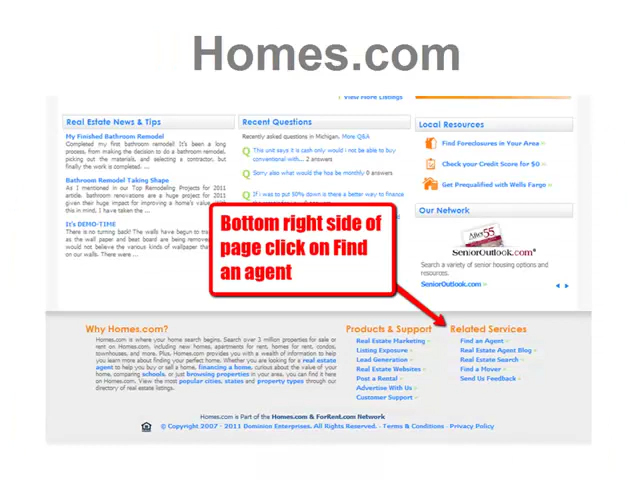 Homes.com
View More Listings
Real Estate News & Tips
My Finished Bathroom Remodel
Completed my first bathroom remodel! It's been a long
process, from making the decision to do a bathroom remodel,
picking out the materials, and selecting a contractor, but
finally the work is completed. ...
Bathroom Remodel Taking Shape
As I mentioned in our Top Remodeling Projects for 2011
article, bathroom renovations are a huge project for 2011
given their huge impact for improving a home's
this in mind, I have taken the ...
It's DEMO-TIME
There is no turning back! The walls have begun to
as the wall paper and beat board are being removed
would not believe the various kinds of wallpaper that
on our walls. There were ...
Recent Questions
Recently asked questions in Michigan. More Q&A
Q This unit says it is cash only would i not be able to buy
conventional with... 2 answers
Q Sorry also what would the hoa be monthly 0 answers
Q If i was to put 50% down is there a better way to finance
Local Resources
Find Foreclosures in Your Area
Check your Credit Score for $0
Get Prequalified with Wells Fargo
Our Network
After 55
SeniorOutlook.com
Search a variety of senior housing options and
resources.
SeniorOutlook.com
Bottom right side of
page click on Find
an agent
Why Homes.com?
Homes.com is where your home search begins. Search over 3 million properties for sale or
rent, including new homes, apartments for rent, homes for rent, condos,
townhouses, and more. Plus, Homes.com provides you with a wealth of information to help
you learn more about finding your perfect home. Whether you are looking for a real estate
agent to help you buy or sell a home, financing a home, curious about the value of your
home, comparing schools, or just browsing properties in your area, you can find it here
on Homes.com. View the most popular cities, states and property types through our
directory of real estate listings.
Products & Support
Real Estate Marketing
Listing Exposure
Lead Generation
Real Estate Websites
Post a Rental
Advertise With Us
Customer Support
Related Services
Find an Agent
Real Estate Agent Blog
Real Estate Search
Find a Mover
Send Us Feedback
Homes.com is Part of the Homes.com & ForRent.com Network
© Copyright 2007 - 2011 Dominion Enterprises. All Rights Reserved. - Terms & Conditions - Privacy Policy